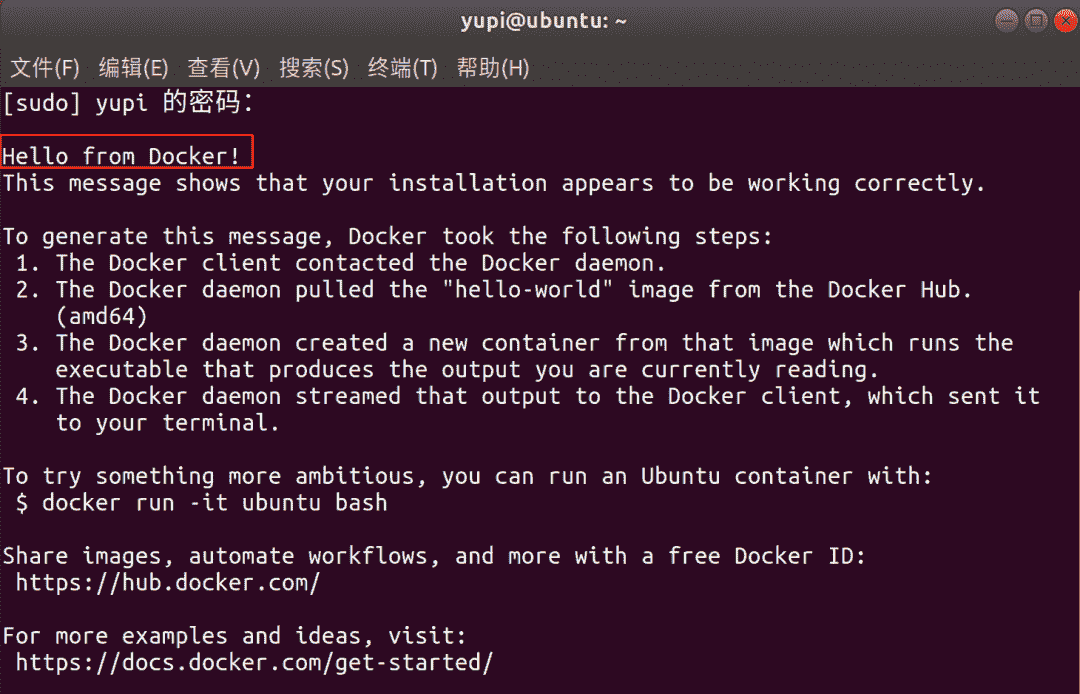 yupi@ubuntu: ~
文件(F) 编辑(E) 查看(V) 搜索(S) 终端(T) 帮助(H)
[sudo] yupi 的密码：
Hello from Docker!
This message shows that your installation appears to be working correctly.
To generate this message, Docker took the following steps:
1. The Docker client contacted the Docker daemon.
2. The Docker daemon pulled the "hello-world" image from the Docker Hub.
(amd64)
3. The Docker daemon created a new container from that image which runs the
executable that produces the output you are currently reading.
4. The Docker daemon streamed that output to the Docker client, which sent it
to your terminal.
To try something more ambitious, you can run an Ubuntu container with:
$ docker run -it ubuntu bash
Share images, automate workflows, and more with a free Docker ID:
https://hub.docker.com/
For more examples and ideas, visit:
https://docs.docker.com/get-started/